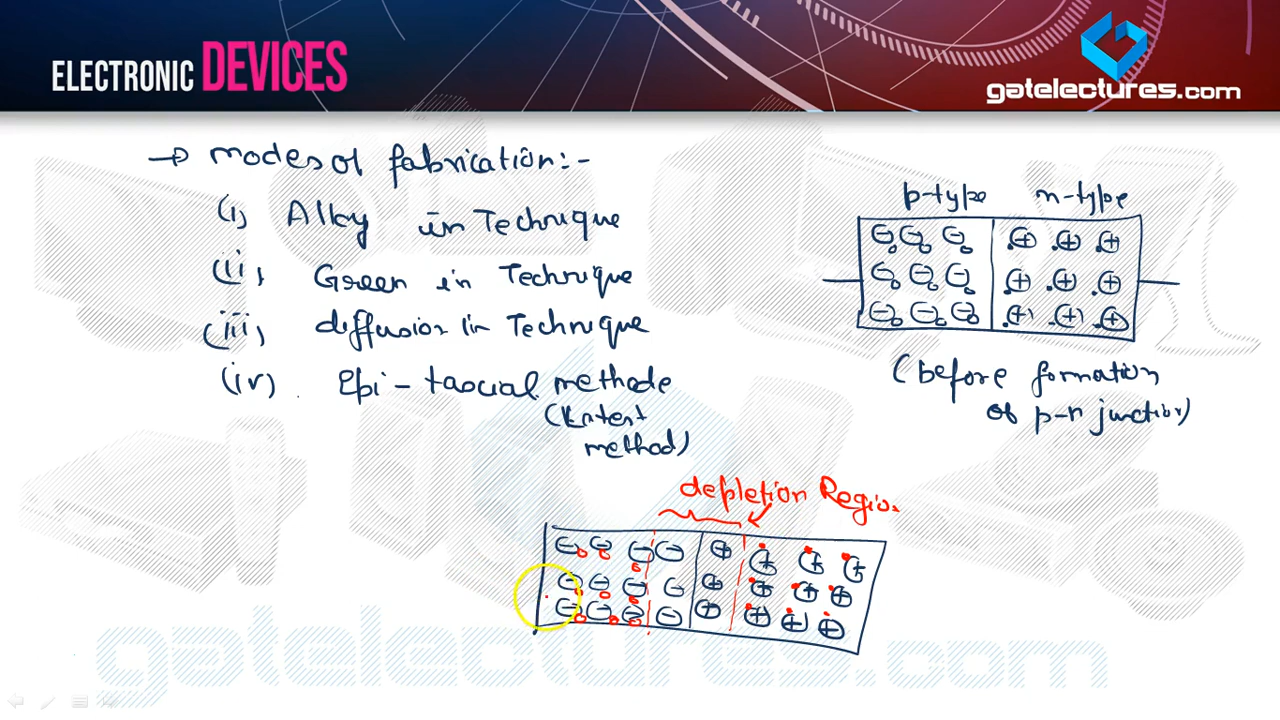 ELECTRONIC DEVICES
gatelectures.com
→ modes of fabrication:-
(i) Alloy in Technique
(ii) Green in Technique
(iii) diffusion in Technique
(iv) Epi-taxial methode
(Latest
method)
p-type n-type
(before formation
of p-n junction)
depletion Region
gatelectures.com